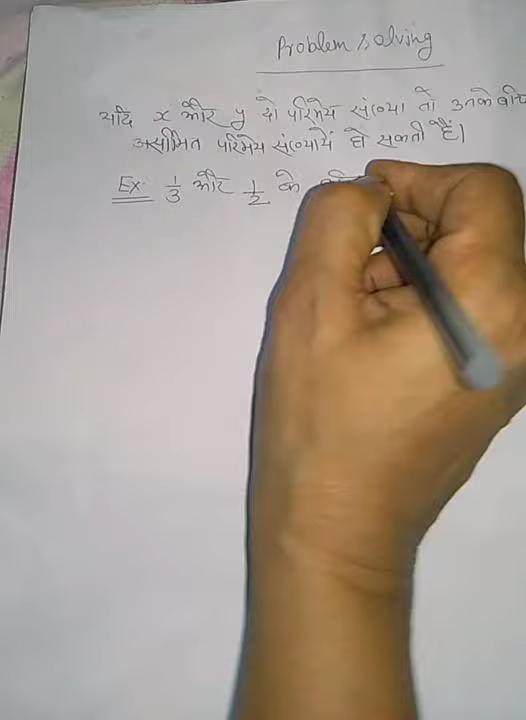 Problem solving
यदि x और y दो परिमेय संख्या तो उनके बीच
असीमित परिमेय संख्यायें हो सकती हैं।
Ex. 1/3 और 1/2 के